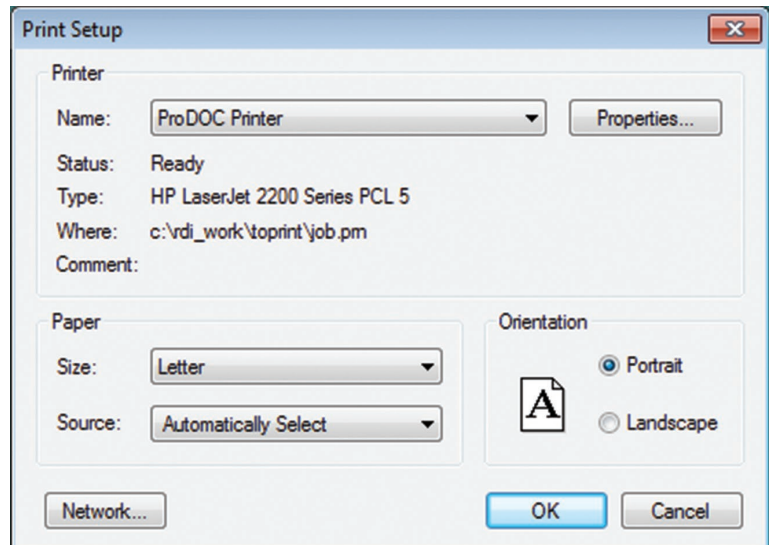 Print Setup
Printer
Name: ProDOC Printer Properties...
Status: Ready
Type: HP LaserJet 2200 Series PCL 5
Where: c:\rdi_work\toprint\job.prn
Comment:
Paper
Size: Letter
Source: Automatically Select
Orientation
A
Portrait
Landscape
Network... OK Cancel